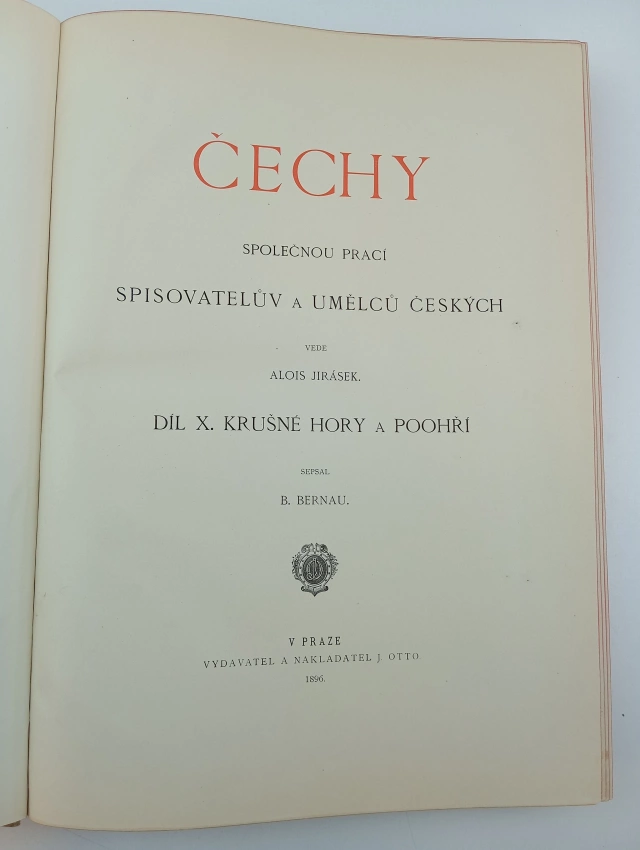 ČECHY
SPOLEČNOU PRACÍ
SPISOVATELŮV A UMĚLCŮ ČESKÝCH
VEDE
ALOIS JIRÁSEK.
DÍL X. KRUŠNÉ HORY A POOHŘÍ
SEPSAL
B. BERNAU.
V PRAZE
VYDAVATEL A NAKLADATEL J. OTTO.
1896.